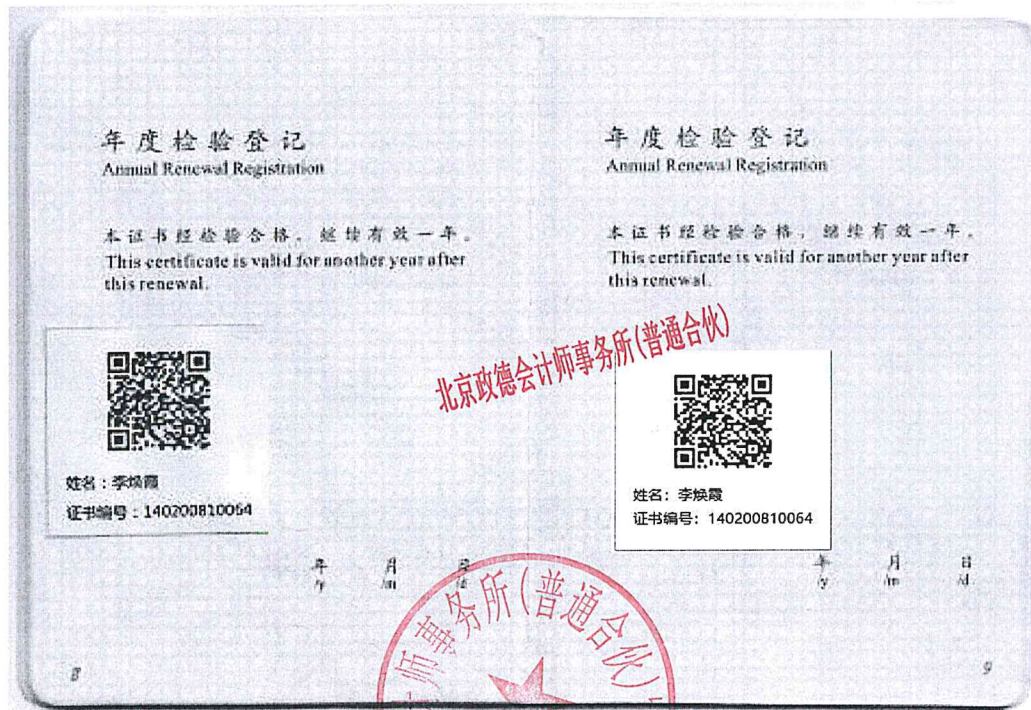 年度检验登记
Annual Renewal Registration
本证书经检验合格，继续有效一年。
This certificate is valid for another year after
this renewal.
姓名：李焕霞
证书编号：140200810064
年 月 日
/y /m /d
8
年度检验登记
Annual Renewal Registration
本证书经检验合格，继续有效一年。
This certificate is valid for another year after
this renewal.
北京政德会计师事务所(普通合伙)
姓名：李焕霞
证书编号：140200810064
年 月 日
/y /m /d
9
师事务所(普通合伙)